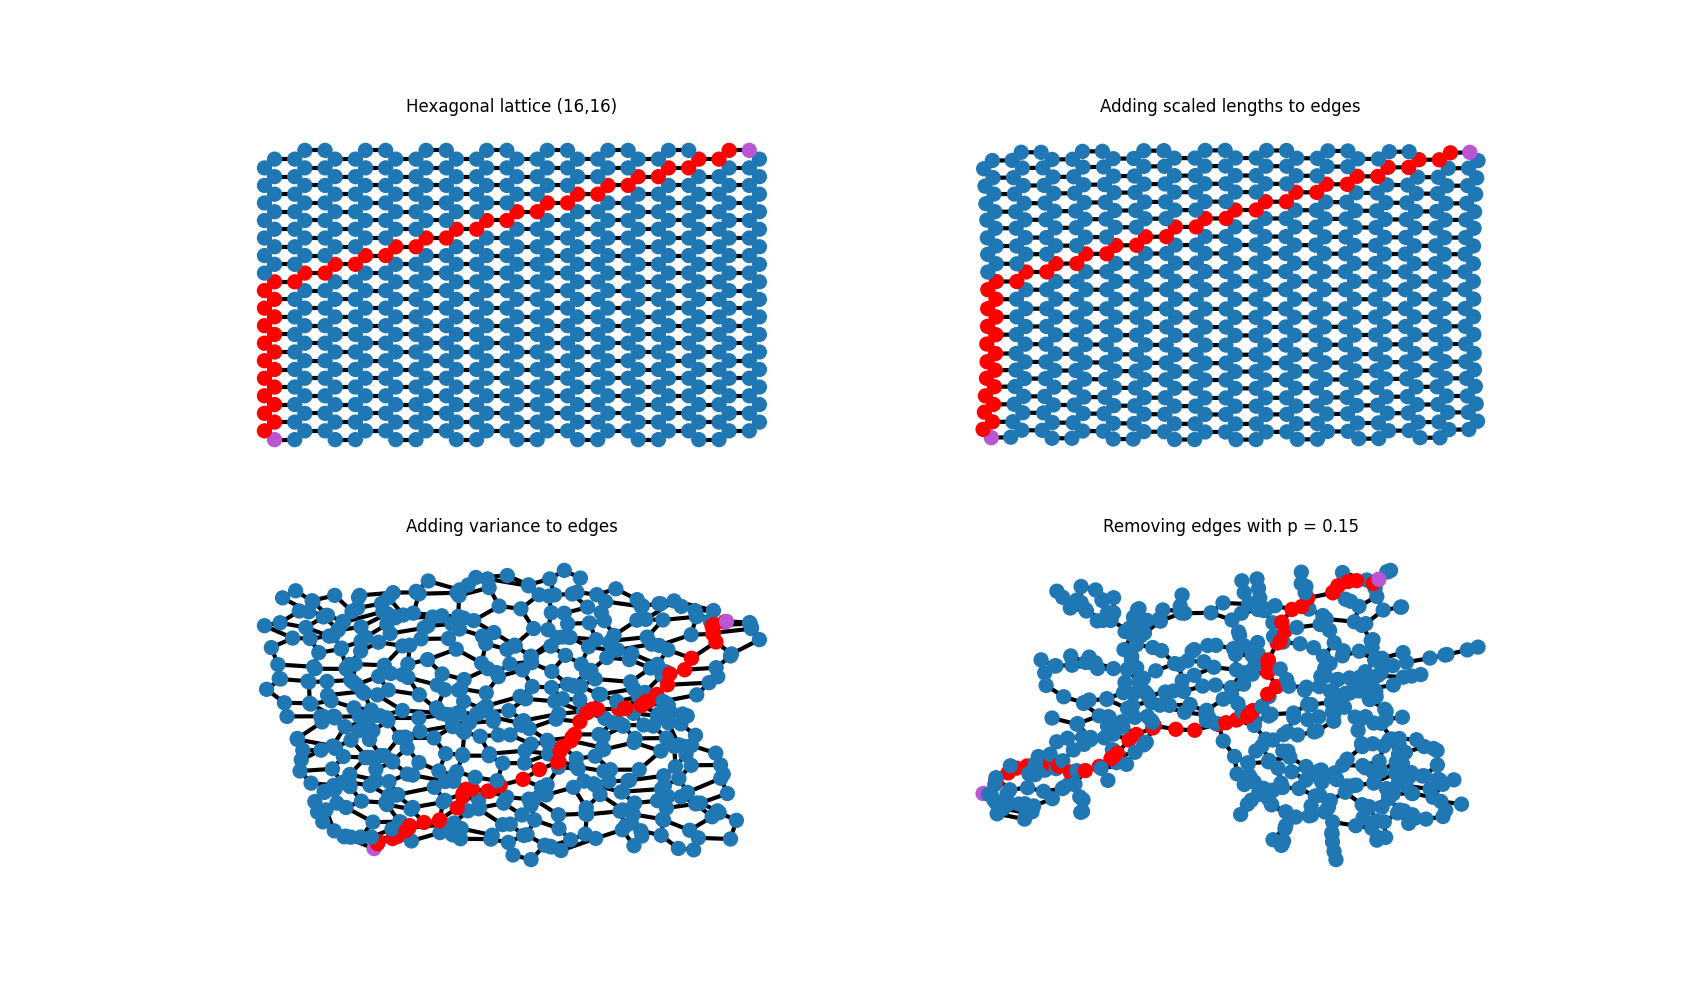 Hexagonal lattice (16,16)
Adding scaled lengths to edges
Adding variance to edges
Removing edges with p = 0.15